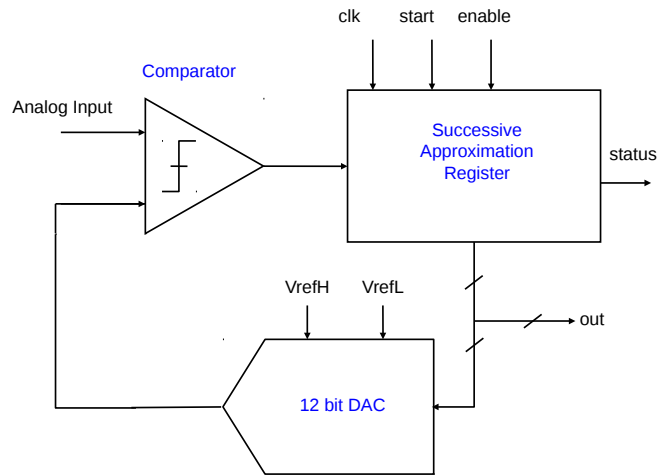 clk
start
enable
Comparator
Analog Input
Successive
Approximation
Register
status
VrefH
VrefL
out
12 bit DAC